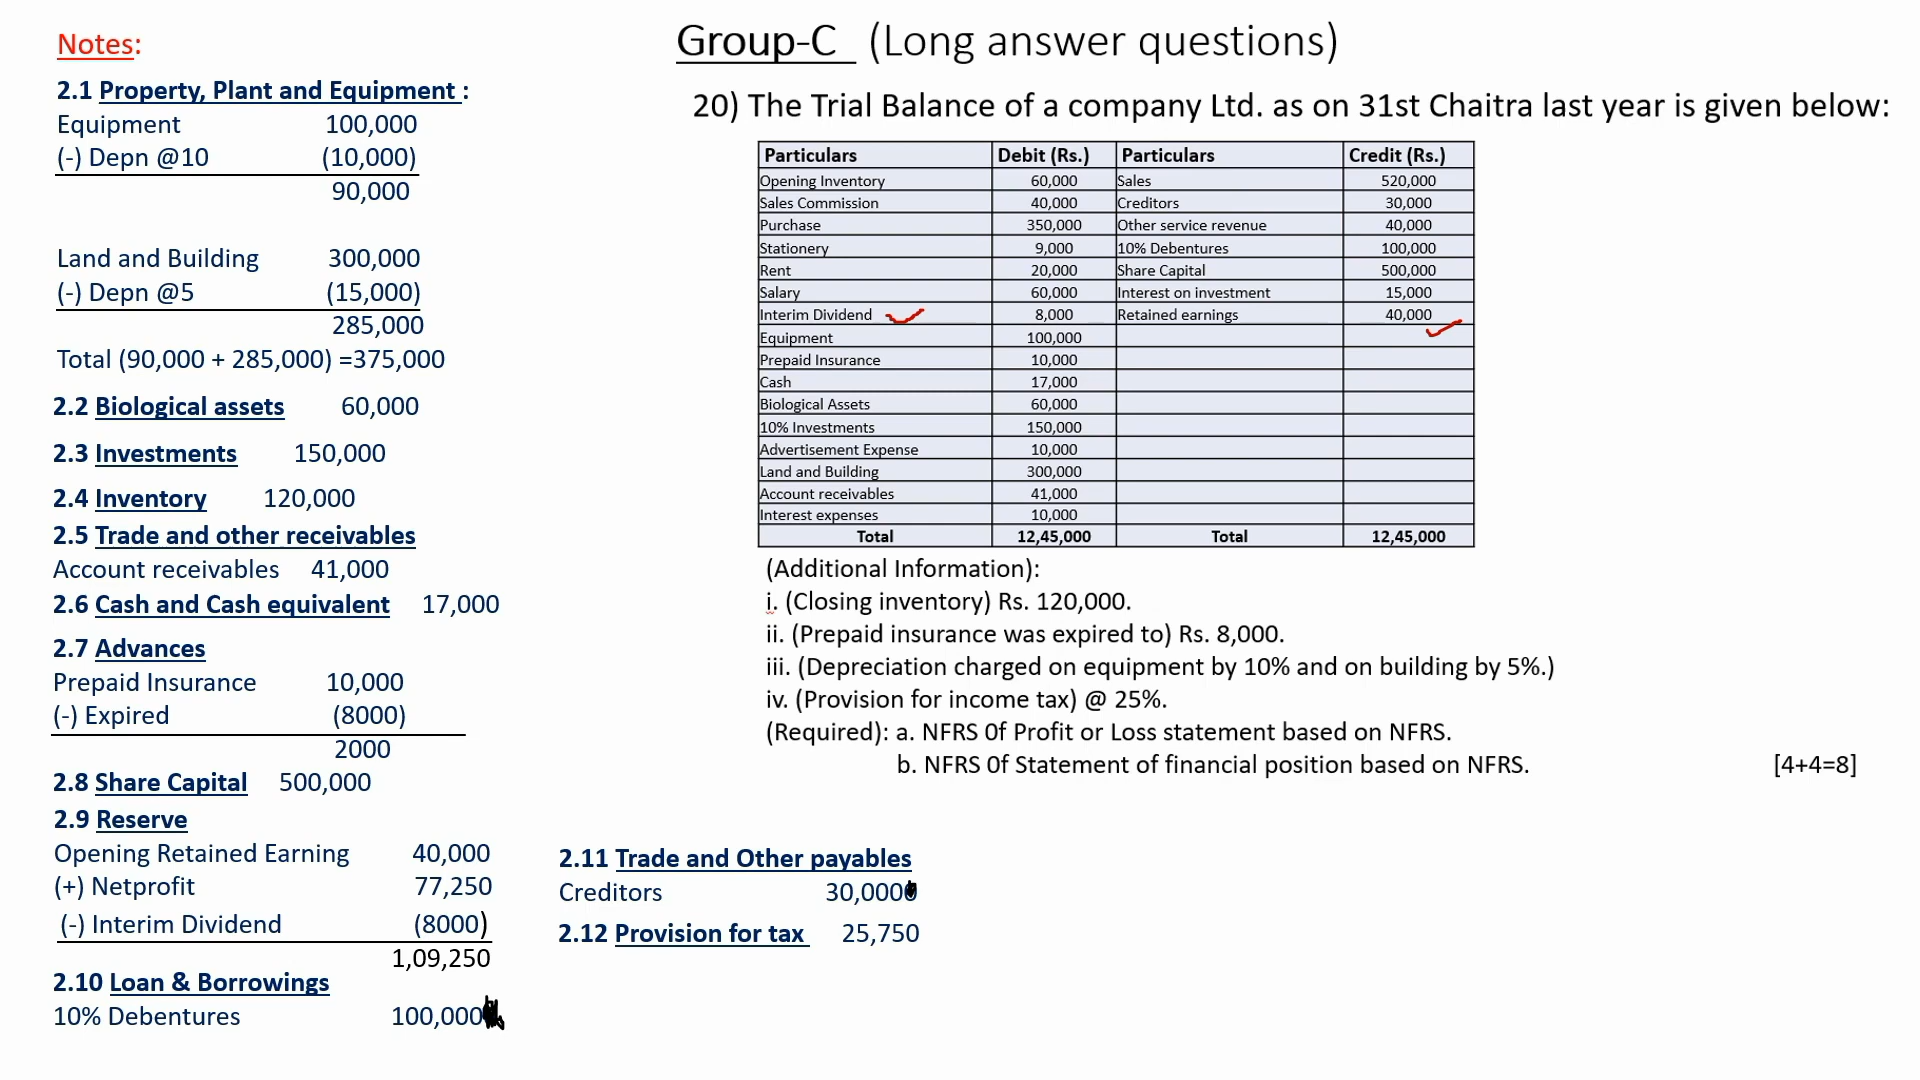 Notes:
2.1 Property, Plant and Equipment :
Equipment 100,000
(-) Depn @10 (10,000)
90,000
Land and Building 300,000
(-) Depn @5 (15,000)
285,000
Total (90,000 + 285,000) =375,000
2.2 Biological assets 60,000
2.3 Investments 150,000
2.4 Inventory 120,000
2.5 Trade and other receivables
Account receivables 41,000
2.6 Cash and Cash equivalent 17,000
2.7 Advances
Prepaid Insurance 10,000
(-) Expired (8000)
2000
2.8 Share Capital 500,000
2.9 Reserve
Opening Retained Earning 40,000
(+) Netprofit 77,250
(-) Interim Dividend (8000)
1,09,250
2.10 Loan & Borrowings
10% Debentures 100,000
2.11 Trade and Other payables
Creditors 30,000
2.12 Provision for tax 25,750
Group-C (Long answer questions)
20) The Trial Balance of a company Ltd. as on 31st Chaitra last year is given below:
Particulars Debit (Rs.) Particulars Credit (Rs.)
Opening Inventory 60,000 Sales 520,000
Sales Commission 40,000 Creditors 30,000
Purchase 350,000 Other service revenue 40,000
Stationery 9,000 10% Debentures 100,000
Rent 20,000 Share Capital 500,000
Salary 60,000 Interest on investment 15,000
Interim Dividend 8,000 Retained earnings 40,000
Equipment 100,000
Prepaid Insurance 10,000
Cash 17,000
Biological Assets 60,000
10% Investments 150,000
Advertisement Expense 10,000
Land and Building 300,000
Account receivables 41,000
Interest expenses 10,000
Total 12,45,000 Total 12,45,000
(Additional Information):
i. (Closing inventory) Rs. 120,000.
ii. (Prepaid insurance was expired to) Rs. 8,000.
iii. (Depreciation charged on equipment by 10% and on building by 5%.)
iv. (Provision for income tax) @ 25%.
(Required): a. NFRS 0f Profit or Loss statement based on NFRS.
b. NFRS 0f Statement of financial position based on NFRS. [4+4=8]